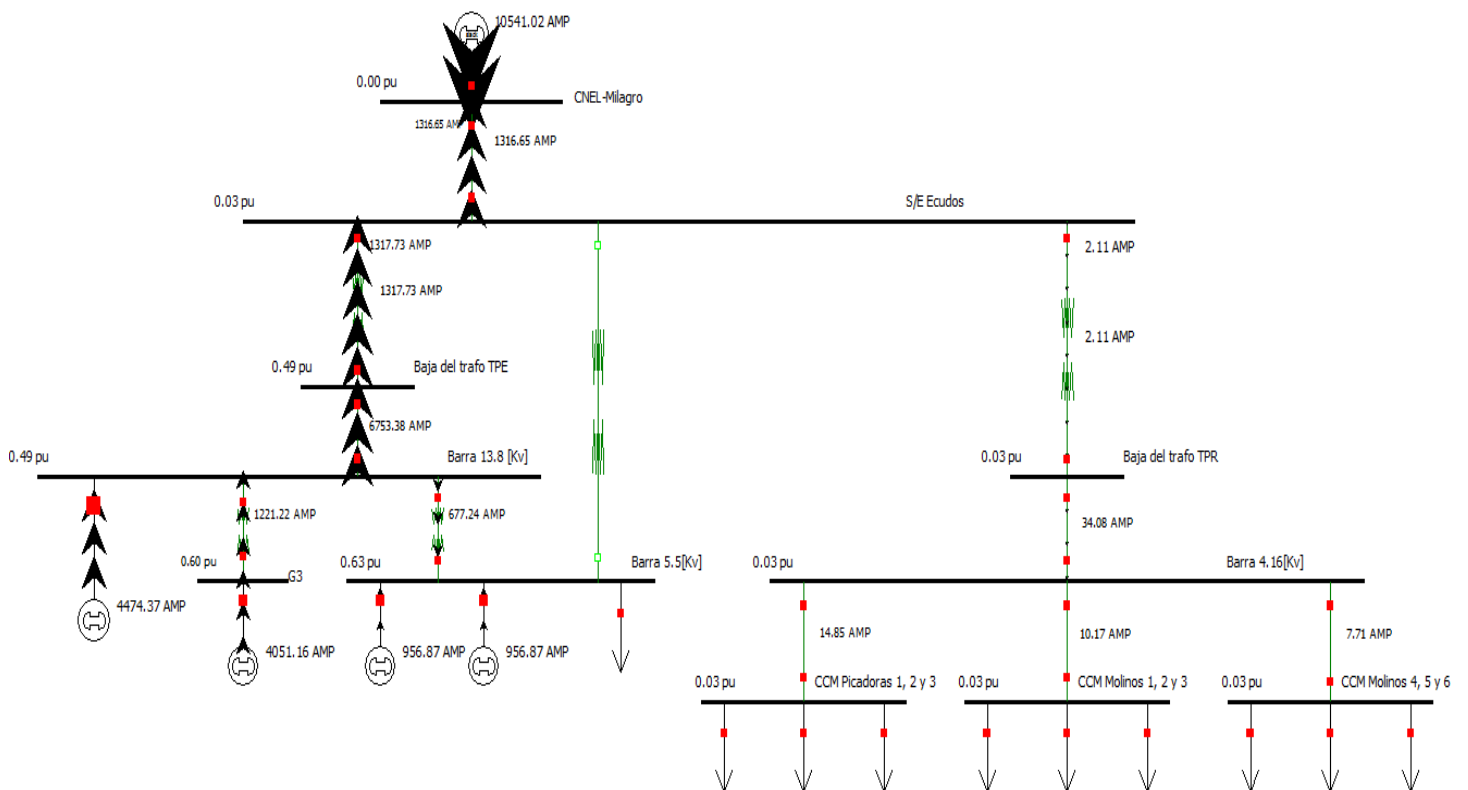 10541.02 AMP
0.00 pu
CNEL-Milagro
1316.65 AMP
1316.65 AMP
0.03 pu
S/E Ecudos
1317.73 AMP
2.11 AMP
1317.73 AMP
2.11 AMP
0.49 pu
Baja del trafo TPE
6753.38 AMP
0.49 pu
Barra 13.8 [Kv]
0.03 pu
Baja del trafo TPR
1221.22 AMP
677.24 AMP
34.08 AMP
0.60 pu
G3
0.63 pu
Barra 5.5[Kv]
0.03 pu
Barra 4.16[Kv]
4474.37 AMP
4051.16 AMP
956.87 AMP
956.87 AMP
14.85 AMP
10.17 AMP
7.71 AMP
0.03 pu
CCM Picadoras 1, 2 y 3
0.03 pu
CCM Molinos 1, 2 y 3
0.03 pu
CCM Molinos 4, 5 y 6